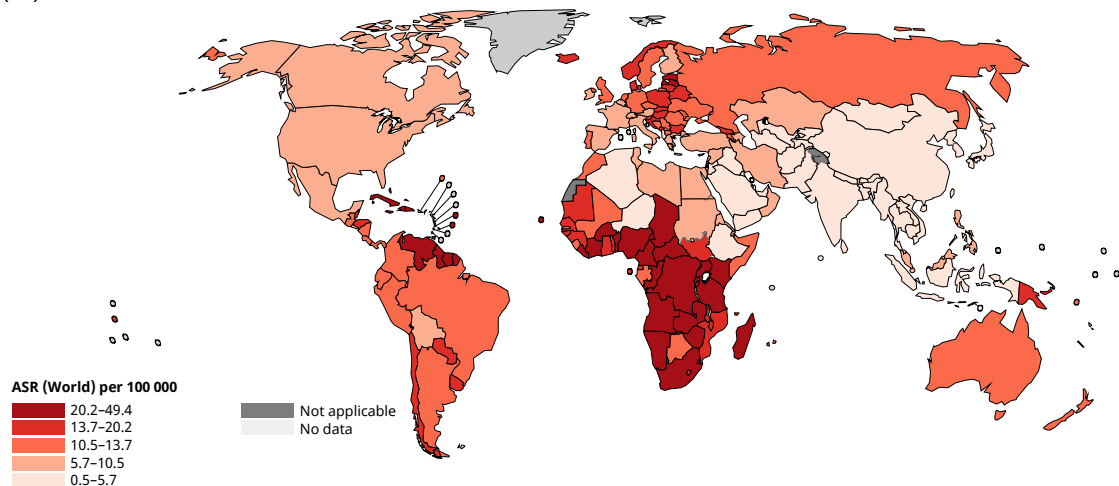 ASR (World) per 100 000
20.2–49.4
13.7–20.2
10.5–13.7
5.7–10.5
0.5–5.7
Not applicable
No data